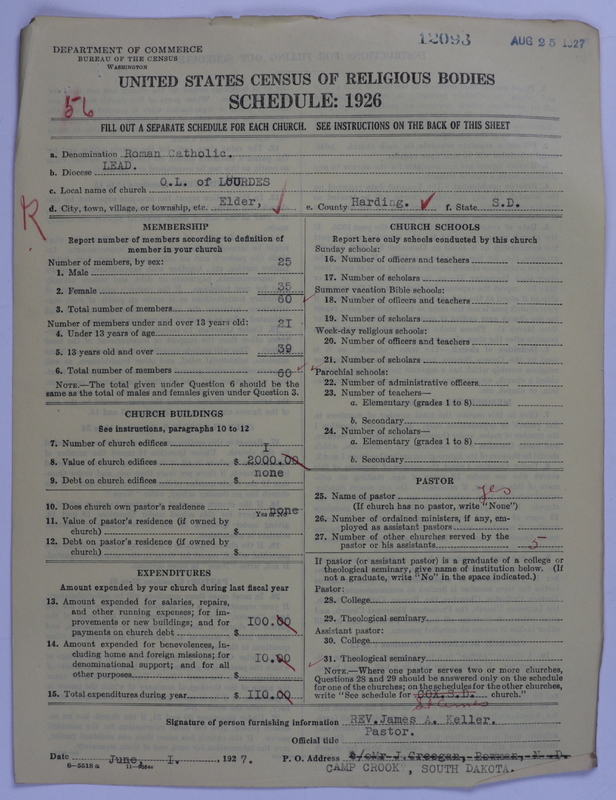 12093
AUG 25 1927
DEPARTMENT OF COMMERCE
BUREAU OF THE CENSUS
WASHINGTON
UNITED STATES CENSUS OF RELIGIOUS BODIES
SCHEDULE: 1926
56
FILL OUT A SEPARATE SCHEDULE FOR EACH CHURCH. SEE INSTRUCTIONS ON THE BACK OF THIS SHEET
a. Denomination Roman Catholic.
b. Diocese LEAD.
c. Local name of church O.L. of LOURDES
d. City, town, village, or township, etc. Elder, e. County Harding. f. State S.D.
R
MEMBERSHIP
Report number of members according to definition of
member in your church
Number of members, by sex:
1. Male 25
2. Female 35
3. Total number of members 60
Number of members under and over 13 years old:
4. Under 13 years of age 21
5. 13 years old and over 39
6. Total number of members 60
NOTE.—The total given under Question 6 should be the
same as the total of males and females given under Question 3.
CHURCH BUILDINGS
See instructions, paragraphs 10 to 12
7. Number of church edifices I
8. Value of church edifices $ 2000.00
9. Debt on church edifices $ none
10. Does church own pastor's residence none
Yes or No
11. Value of pastor's residence (if owned by
church) $
12. Debt on pastor's residence (if owned by
church) $
EXPENDITURES
Amount expended by your church during last fiscal year
13. Amount expended for salaries, repairs,
and other running expenses; for im-
provements or new buildings; and for
payments on church debt $ I00.00
14. Amount expended for benevolences, in-
cluding home and foreign missions; for
denominational support; and for all
other purposes $ I0.00
15. Total expenditures during year $ II0.00
CHURCH SCHOOLS
Report here only schools conducted by this church
Sunday schools:
16. Number of officers and teachers
17. Number of scholars
Summer vacation Bible schools:
18. Number of officers and teachers
19. Number of scholars
Week-day religious schools:
20. Number of officers and teachers
21. Number of scholars
Parochial schools:
22. Number of administrative officers
23. Number of teachers—
a. Elementary (grades 1 to 8)
b. Secondary
24. Number of scholars—
a. Elementary (grades 1 to 8)
b. Secondary
PASTOR
25. Name of pastor yes
(If church has no pastor, write "None")
26. Number of ordained ministers, if any, em-
ployed as assistant pastors
27. Number of other churches served by the
pastor or his assistants 5
If pastor (or assistant pastor) is a graduate of a college or
theological seminary, give name of institution below. (If
not a graduate, write "No" in the space indicated.)
Pastor:
28. College
29. Theological seminary
Assistant pastor:
30. College
31. Theological seminary
NOTE.—Where one pastor serves two or more churches,
Questions 28 and 29 should be answered only on the schedule
for one of the churches; on the schedules for the other churches,
write "See schedule for church."
Signature of person furnishing information REV. James A. Keller.
Official title Pastor.
Date June, I. 1927. P. O. Address
6-5518 a
CAMP CROOK, SOUTH DAKOTA.